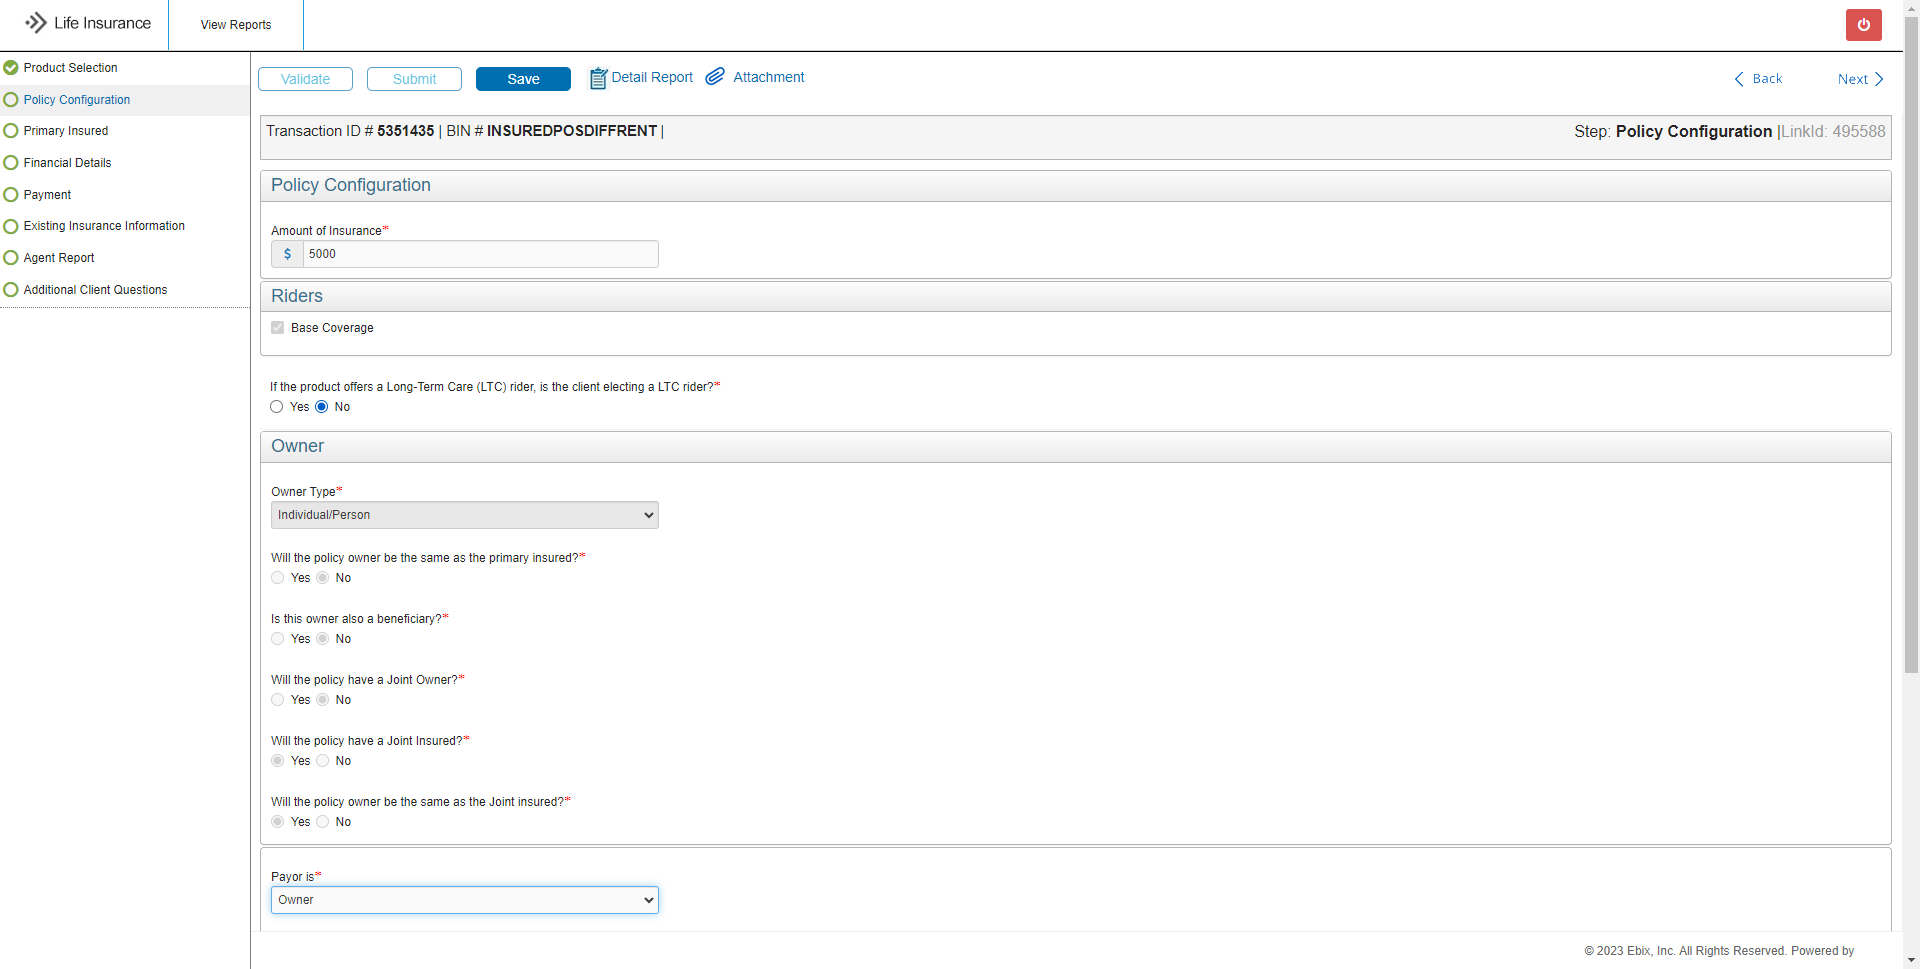 Life Insurance
View Reports
Product Selection
Policy Configuration
Primary Insured
Financial Details
Payment
Existing Insurance Information
Agent Report
Additional Client Questions
Validate
Submit
Save
Detail Report
Attachment
Back
Next
Transaction ID # 5351435 | BIN # INSUREDPOSDIFFRENT |
Step: Policy Configuration |LinkId: 495588
Policy Configuration
Amount of Insurance*
$ 5000
Riders
Base Coverage
If the product offers a Long-Term Care (LTC) rider, is the client electing a LTC rider?*
Yes No
Owner
Owner Type*
Individual/Person
Will the policy owner be the same as the primary insured?*
Yes No
Is this owner also a beneficiary?*
Yes No
Will the policy have a Joint Owner?*
Yes No
Will the policy have a Joint Insured?*
Yes No
Will the policy owner be the same as the Joint insured?*
Yes No
Payor is*
Owner
© 2023 Ebix, Inc. All Rights Reserved. Powered by